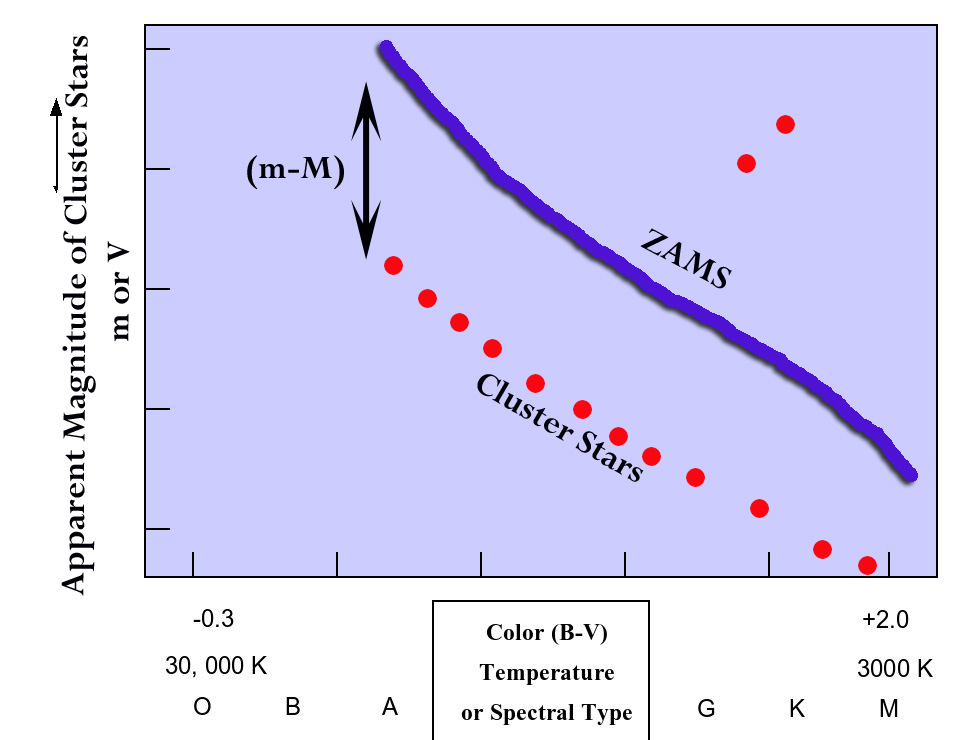 Apparent Magnitude of Cluster Stars
m or V
(m-M)
ZAMS
Cluster Stars
-0.3
+2.0
30, 000 K
3000 K
Color (B-V)
Temperature
or Spectral Type
O B A G K M